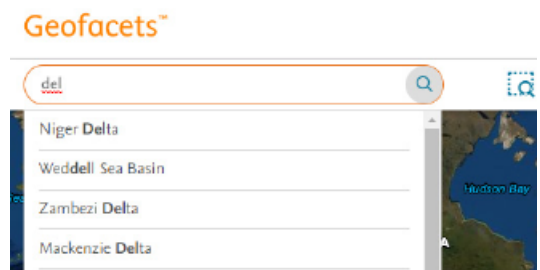 Geofacets™
del
Niger Delta
Weddell Sea Basin
Zambezi Delta
Mackenzie Delta
Hudson Bay
A